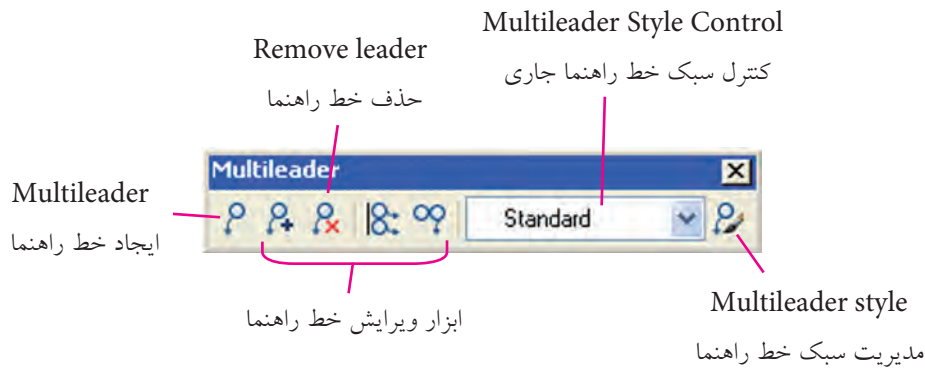 Multileader Style Control
کنترل سبک خط راهنما جاری
Remove leader
حذف خط راهنما
Multileader
Multileader
ایجاد خط راهنما
Standard
ابزار ویرایش خط راهنما
Multileader style
مدیریت سبک خط راهنما